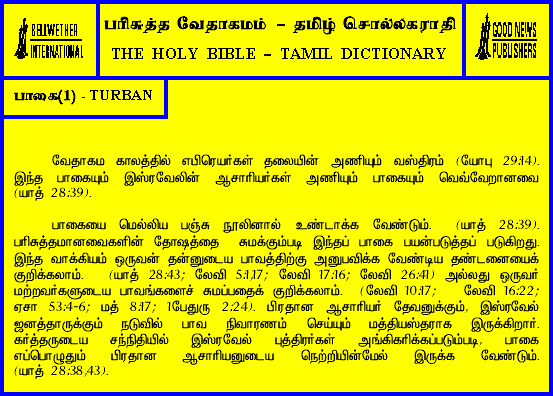 BELLWETHER
INTERNATIONAL
பரிசுத்த வேதாகமம் – தமிழ் சொல்லகராதி
THE HOLY BIBLE – TAMIL DICTIONARY
GOOD NEWS
PUBLISHERS
பாகை(1) - TURBAN
வேதாகம காலத்தில் எபிரெயர்கள் தலையின் அணியும் வஸ்திரம் (யோபு 29:14).
இந்த பாகையும் இஸ்ரவேலின் ஆசாரியர்கள் அணியும் பாகையும் வெவ்வேறானவை
(யாத் 28:39).
பாகையை மெல்லிய பஞ்சு நூலினால் உண்டாக்க வேண்டும். (யாத் 28:39).
பரிசுத்தமானவைகளின் தோஷத்தை சுமக்கும்படி இந்தப் பாகை பயன்படுத்தப் படுகிறது.
இந்த வாக்கியம் ஒருவன் தன்னுடைய பாவத்திற்கு அனுபவிக்க வேண்டிய தண்டனையைக்
குறிக்கலாம். (யாத் 28:43; லேவி 5:1,17; லேவி 17:16; லேவி 26:41) அல்லது ஒருவர்
மற்றவர்களுடைய பாவங்களைச் சுமப்பதைக் குறிக்கலாம். (லேவி 10:17; லேவி 16:22;
ஏசா 53:4-6; மத் 8:17; 1பேதுரு 2:24). பிரதான ஆசாரியர் தேவனுக்கும், இஸ்ரவேல்
ஜனத்தாருக்கும் நடுவில் பாவ நிவாரணம் செய்யும் மத்தியஸ்தராக இருக்கிறார்.
கர்த்தருடைய சந்நிதியில் இஸ்ரவேல் புத்திரர்கள் அங்கிகரிக்கப்படும்படி, பாகை
எப்பொழுதும் பிரதான ஆசாரியனுடைய நெற்றியின்மேல் இருக்க வேண்டும்.
(யாத் 28:38,43).